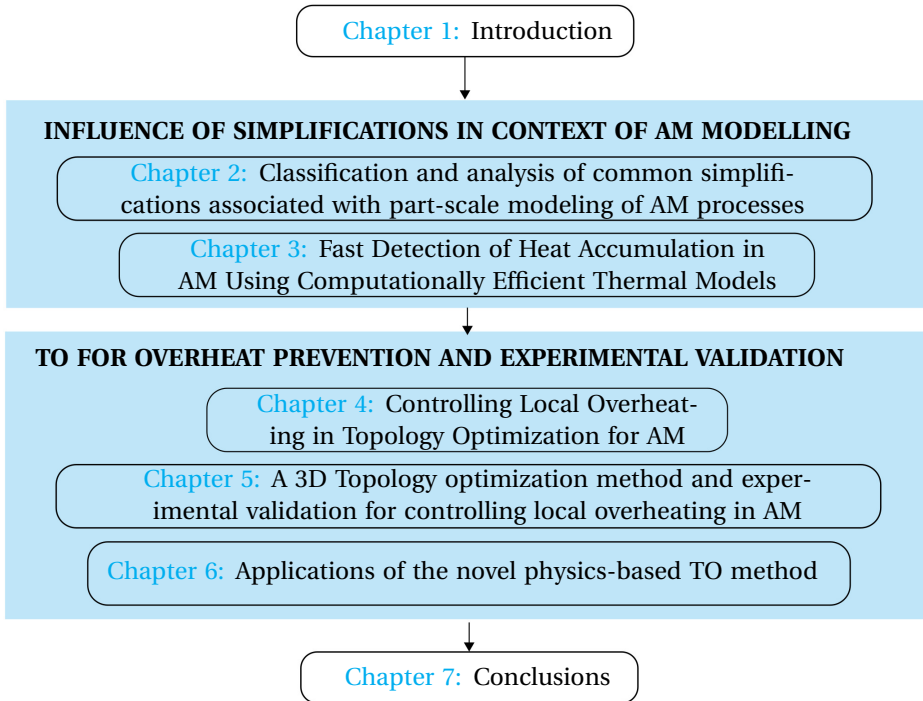 Chapter 1: Introduction
INFLUENCE OF SIMPLIFICATIONS IN CONTEXT OF AM MODELLING
Chapter 2: Classification and analysis of common simplifi-
cations associated with part-scale modeling of AM processes
Chapter 3: Fast Detection of Heat Accumulation in
AM Using Computationally Efficient Thermal Models
TO FOR OVERHEAT PREVENTION AND EXPERIMENTAL VALIDATION
Chapter 4: Controlling Local Overheat-
ing in Topology Optimization for AM
Chapter 5: A 3D Topology optimization method and exper-
imental validation for controlling local overheating in AM
Chapter 6: Applications of the novel physics-based TO method
Chapter 7: Conclusions